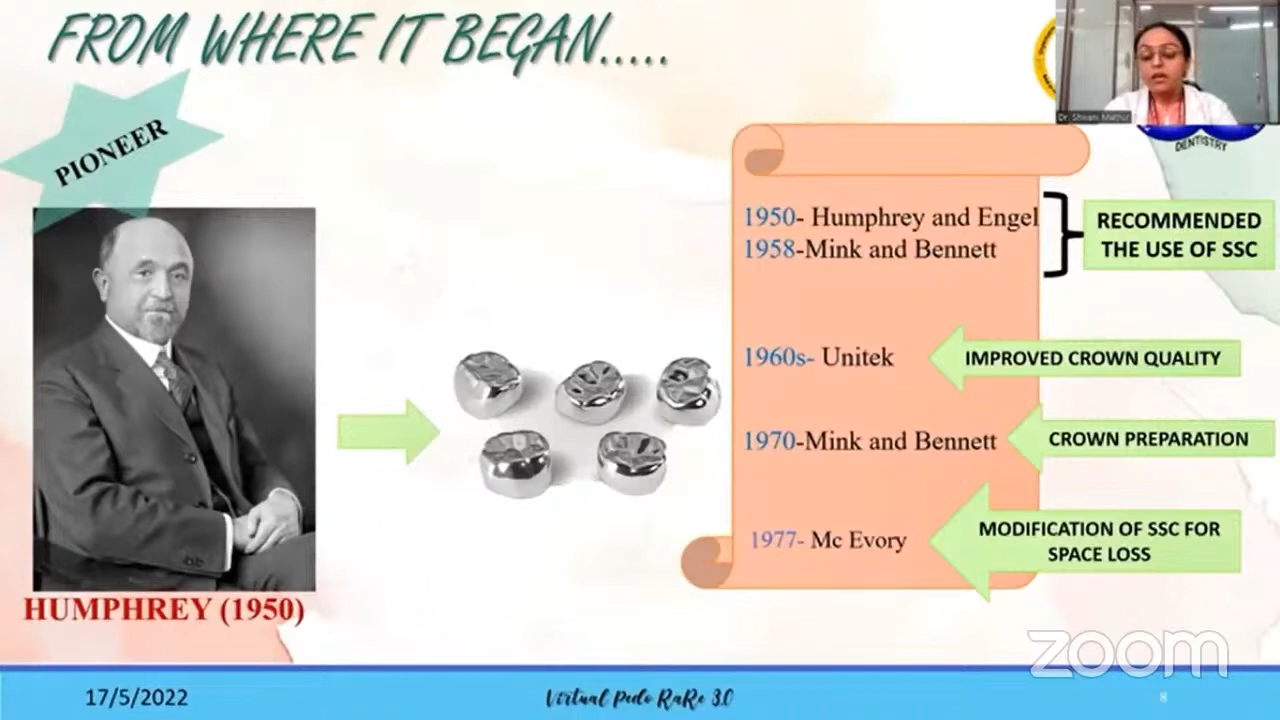 FROM WHERE IT BEGAN.....
PIONEER
HUMPHREY (1950)
1950- Humphrey and Engel
1958-Mink and Bennett
RECOMMENDED
THE USE OF SSC
1960s- Unitek
IMPROVED CROWN QUALITY
1970-Mink and Bennett
CROWN PREPARATION
1977- Mc Evory
MODIFICATION OF SSC FOR
SPACE LOSS
Dr. Shivani Mathur
DENTISTRY
zoom
17/5/2022
Virtual Pedo RaRe 3.0
8